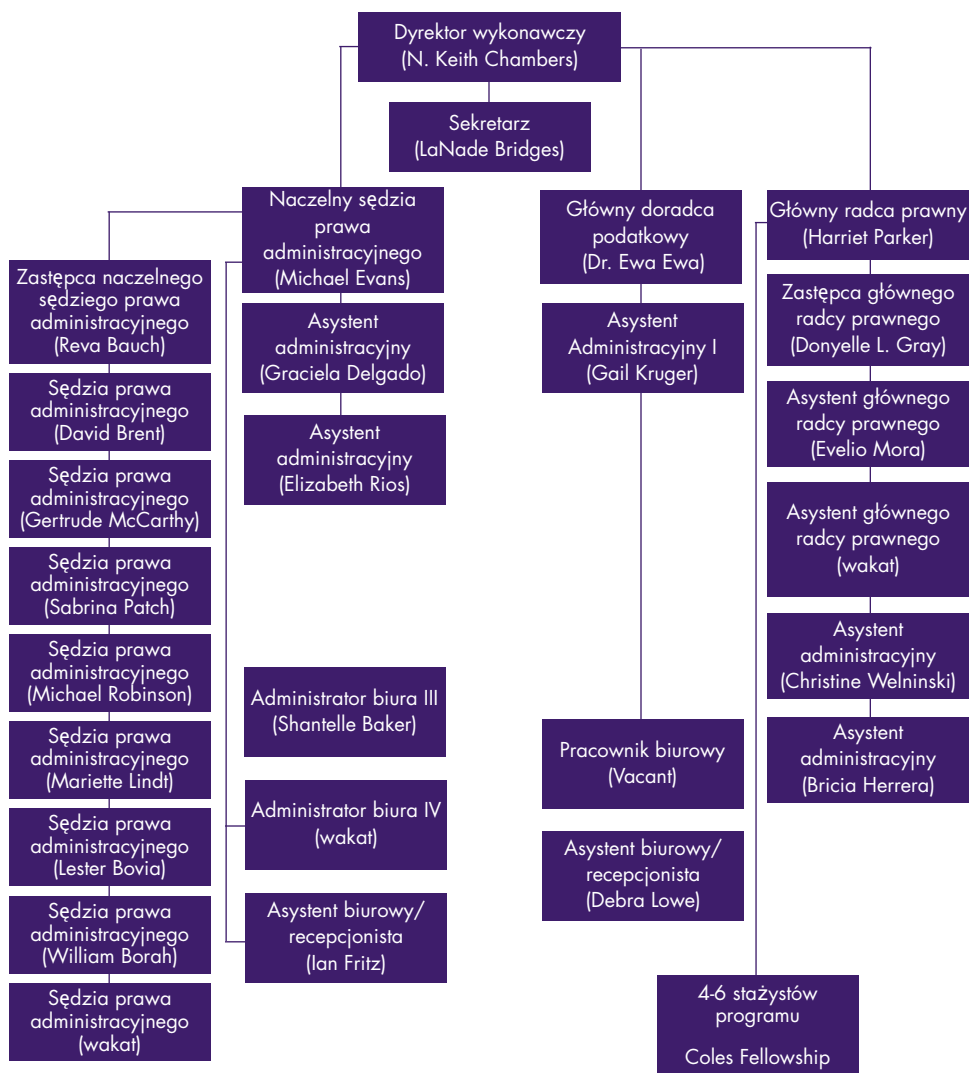 Dyrektor wykonawczy
(N. Keith Chambers)
Sekretarz
(LaNade Bridges)
Naczelny sędzia
prawa
administracyjnego
(Michael Evans)
Główny doradca
podatkowy
(Dr. Ewa Ewa)
Główny radca prawny
(Harriet Parker)
Zastępca naczelnego
sędziego prawa
administracyjnego
(Reva Bauch)
Sędzia prawa
administracyjnego
(David Brent)
Sędzia prawa
administracyjnego
(Gertrude McCarthy)
Sędzia prawa
administracyjnego
(Sabrina Patch)
Sędzia prawa
administracyjnego
(Michael Robinson)
Sędzia prawa
administracyjnego
(Mariette Lindt)
Sędzia prawa
administracyjnego
(Lester Bovia)
Sędzia prawa
administracyjnego
(William Borah)
Sędzia prawa
administracyjnego
(wakat)
Asystent
administracyjny
(Graciela Delgado)
Asystent
administracyjny
(Elizabeth Rios)
Administrator biura III
(Shantelle Baker)
Administrator biura IV
(wakat)
Asystent biurowy/
recepcjonista
(Ian Fritz)
Asystent
Administracyjny I
(Gail Kruger)
Pracownik biurowy
(Vacant)
Asystent biurowy/
recepcjonista
(Debra Lowe)
Zastępca głównego
radcy prawnego
(Donyelle L. Gray)
Asystent głównego
radcy prawnego
(Evelio Mora)
Asystent głównego
radcy prawnego
(wakat)
Asystent
administracyjny
(Christine Welninski)
Asystent
administracyjny
(Bricia Herrera)
4-6 stażystów
programu
Coles Fellowship